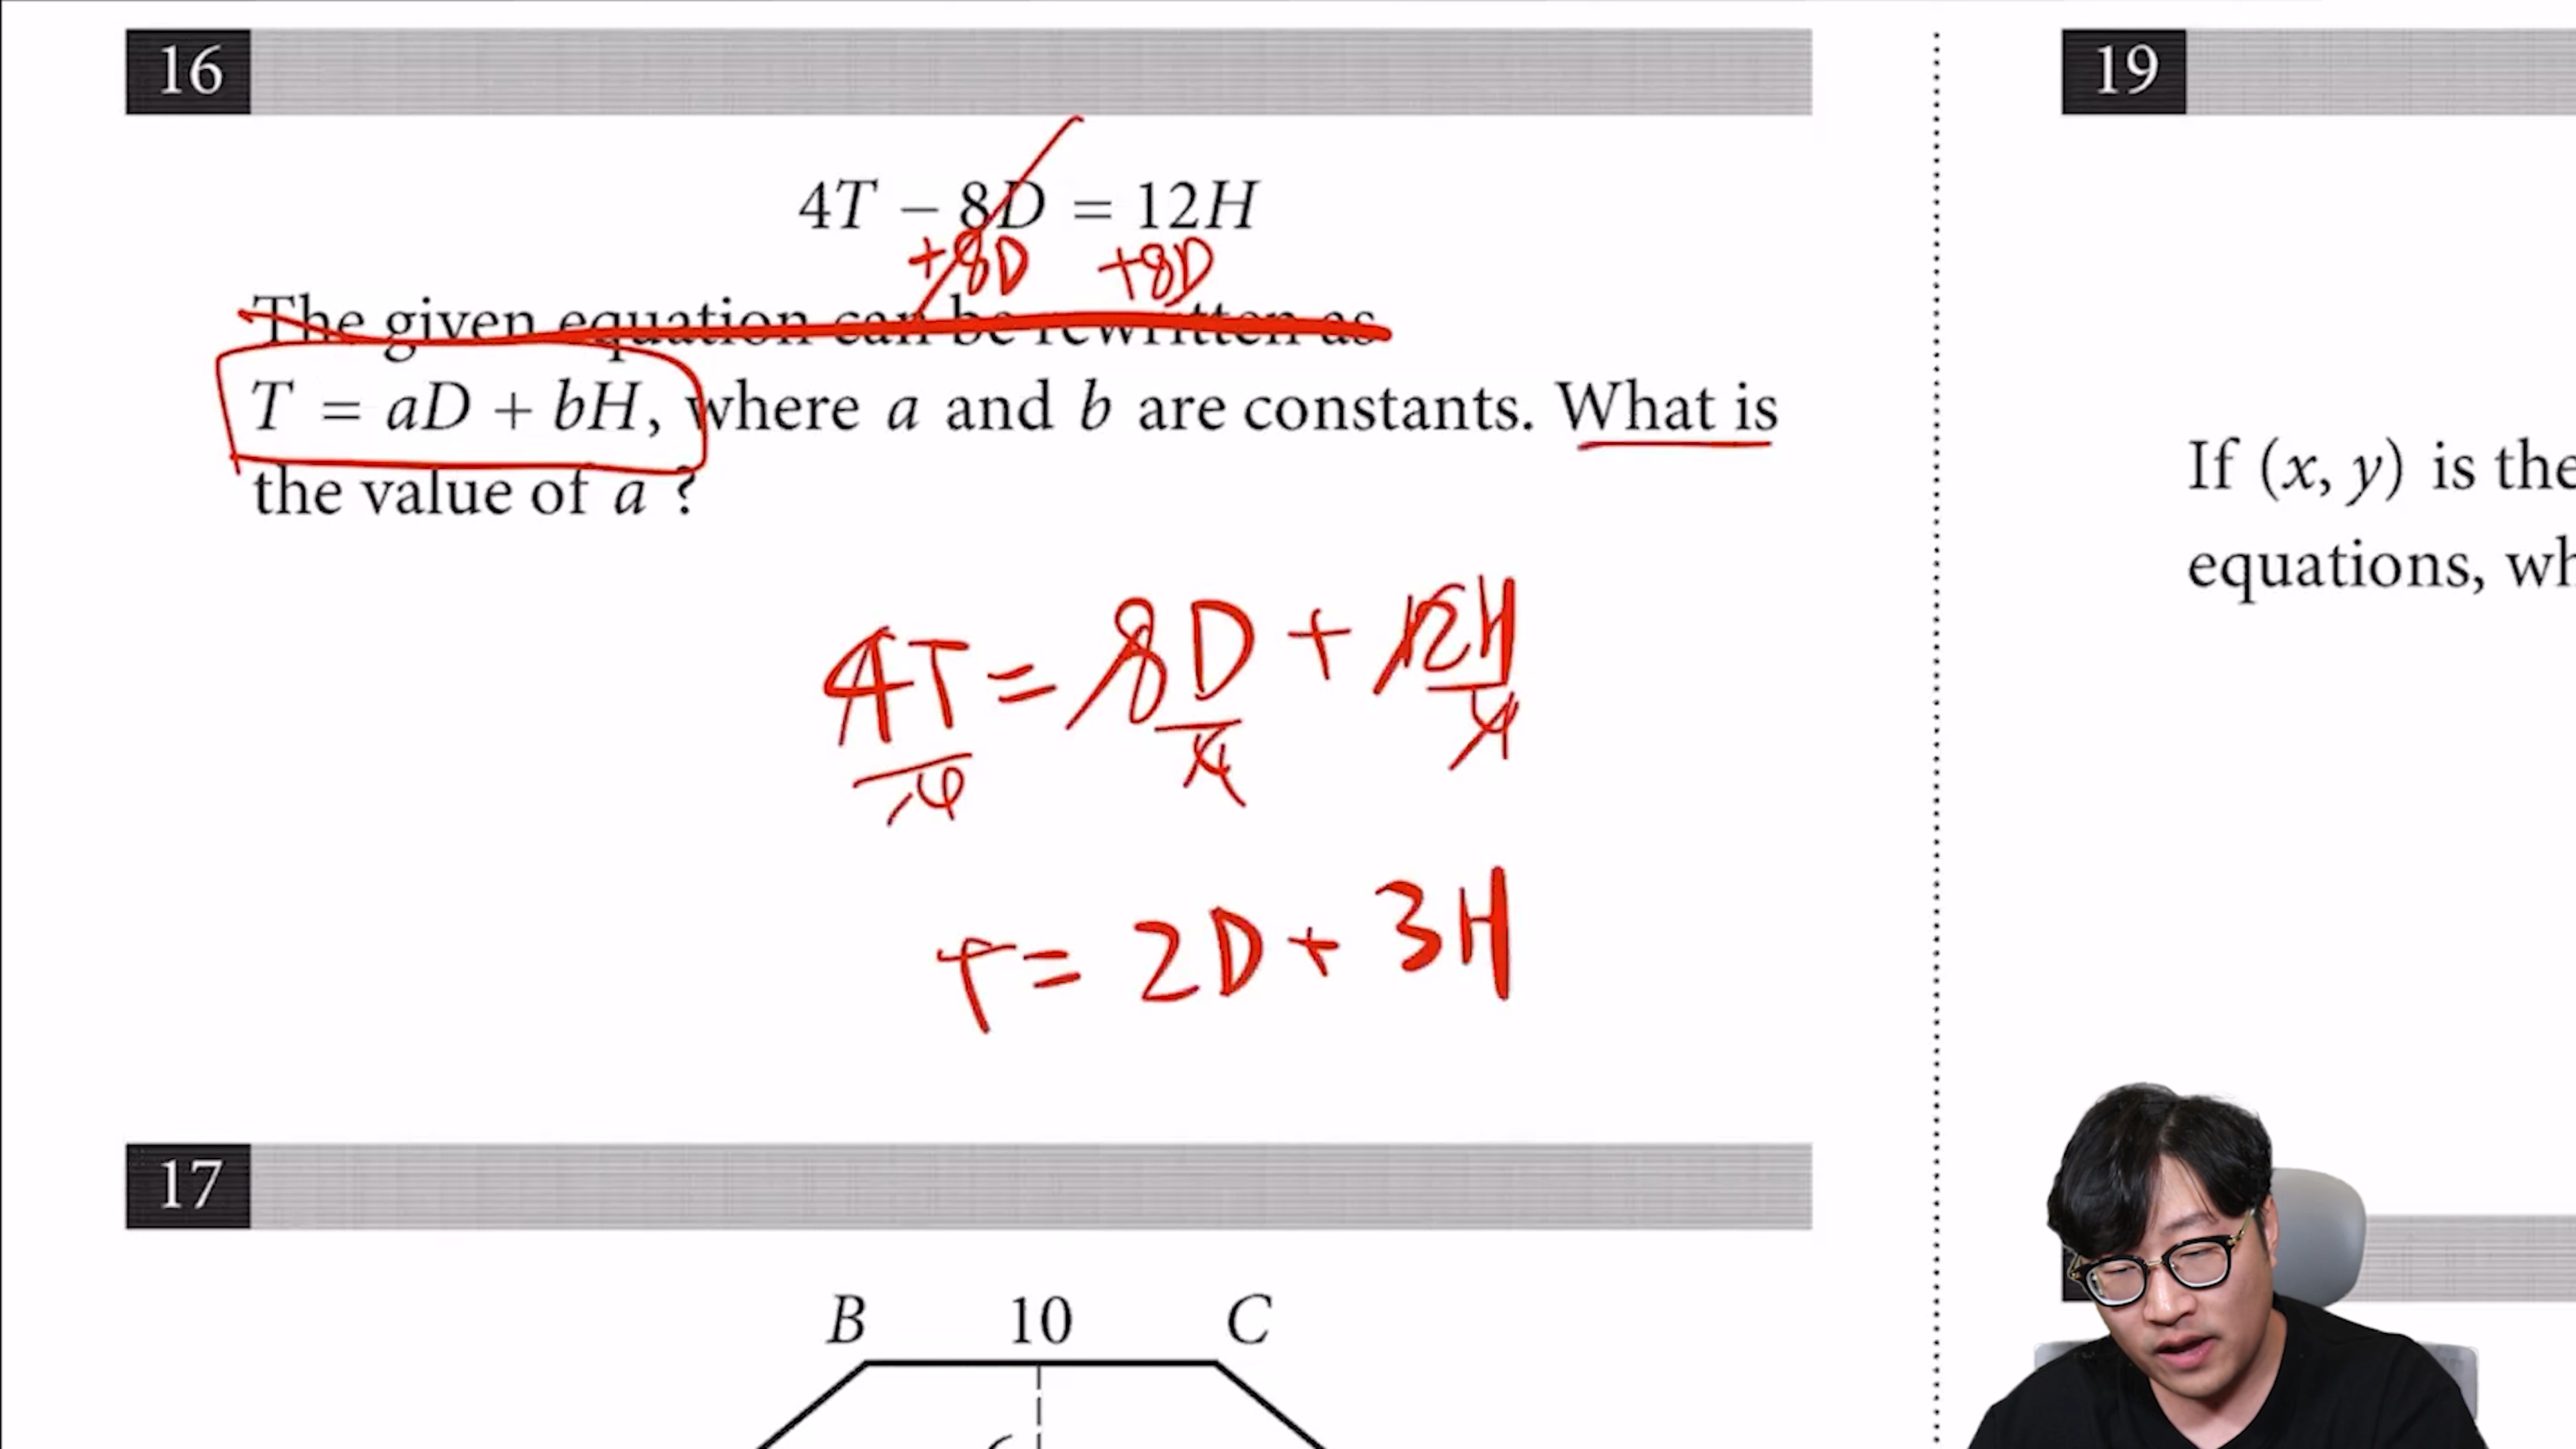 16
4T − 8D = 12H
+8D +8D
The given equation can be rewritten as
T = aD + bH, where a and b are constants. What is
the value of a ?
4T = 8D + 12H
4 4 4
T = 2D + 3H
17
B 10 C
19
If (x, y) is the
equations, wh